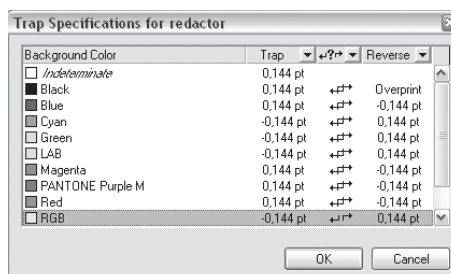 Trap Specifications for redactor
Background Color Trap ? Reverse
Indeterminate 0,144 pt
Black 0,144 pt Overprint
Blue 0,144 pt -0,144 pt
Cyan -0,144 pt 0,144 pt
Green -0,144 pt 0,144 pt
LAB -0,144 pt 0,144 pt
Magenta 0,144 pt -0,144 pt
PANTONE Purple M 0,144 pt -0,144 pt
Red 0,144 pt -0,144 pt
RGB -0,144 pt 0,144 pt
OK Cancel